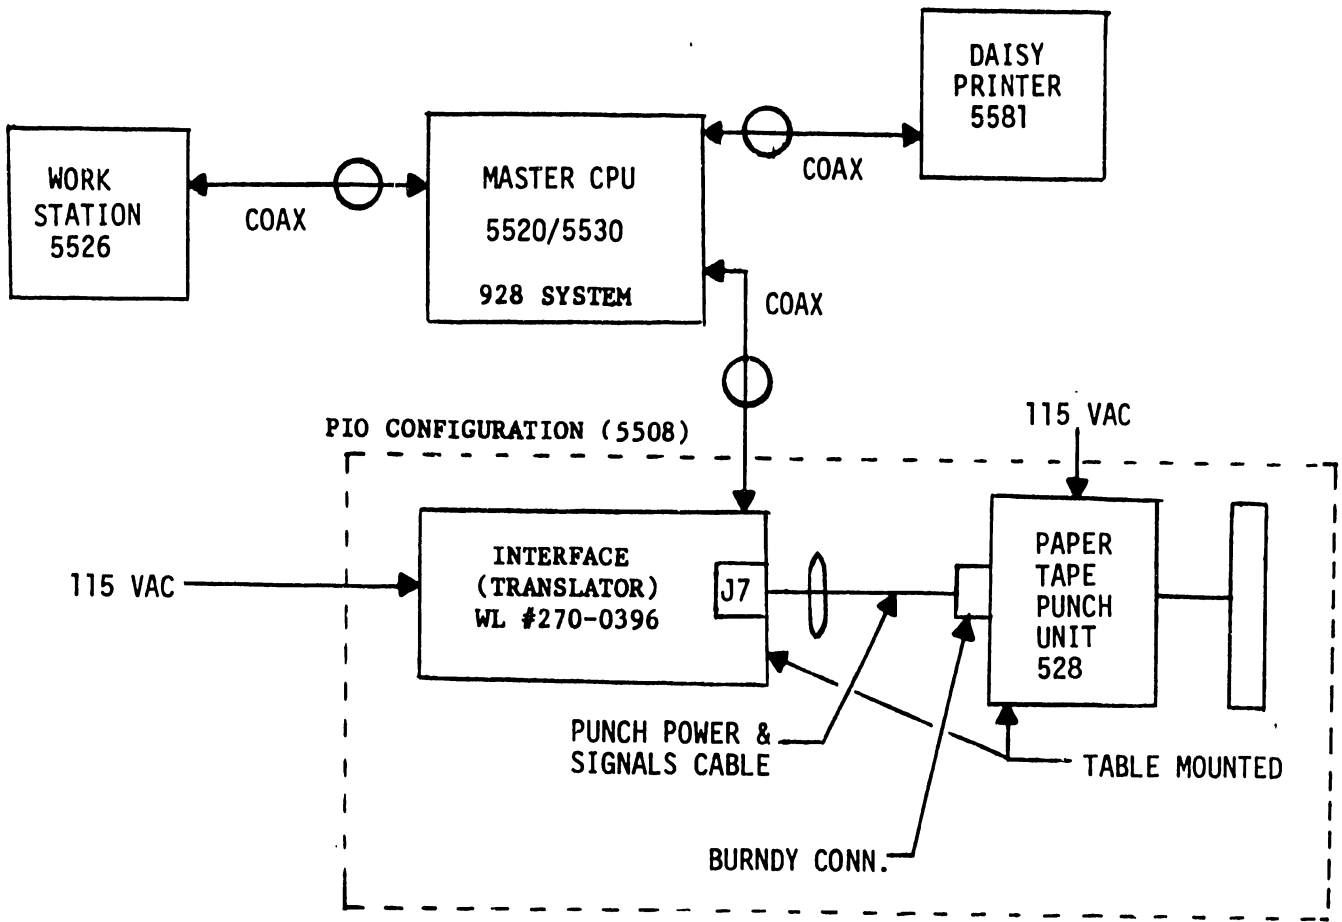 DAISY
PRINTER
5581
COAX
WORK
STATION
5526
COAX
MASTER CPU
5520/5530
928 SYSTEM
COAX
PIO CONFIGURATION (5508)
115 VAC
115 VAC
INTERFACE
(TRANSLATOR)
WL #270-0396
J7
PAPER
TAPE
PUNCH
UNIT
528
PUNCH POWER &
SIGNALS CABLE
TABLE MOUNTED
BURNDY CONN.